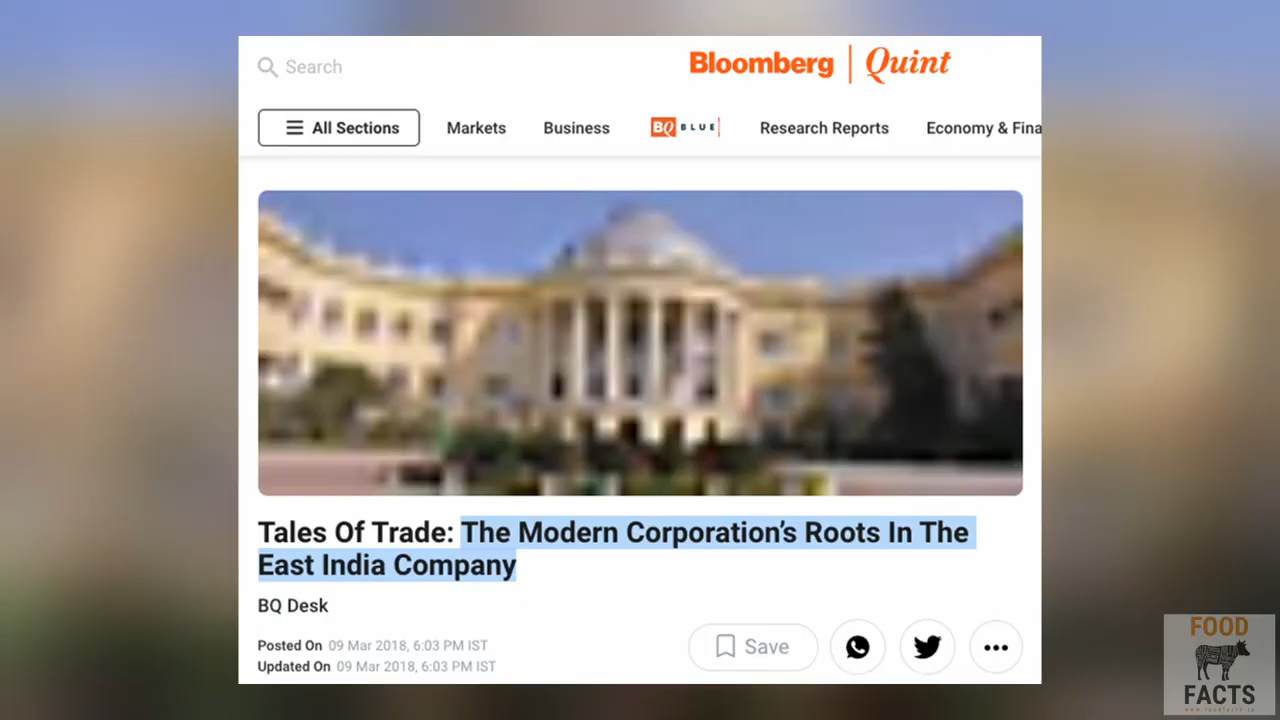 Search
Bloomberg | Quint
All Sections
Markets
Business
BQ BLUE
Research Reports
Economy & Fina
Tales Of Trade: The Modern Corporation’s Roots In The
East India Company
BQ Desk
Posted On 09 Mar 2018, 6:03 PM IST
Updated On 09 Mar 2018, 6:03 PM IST
Save
FOOD
FACTS